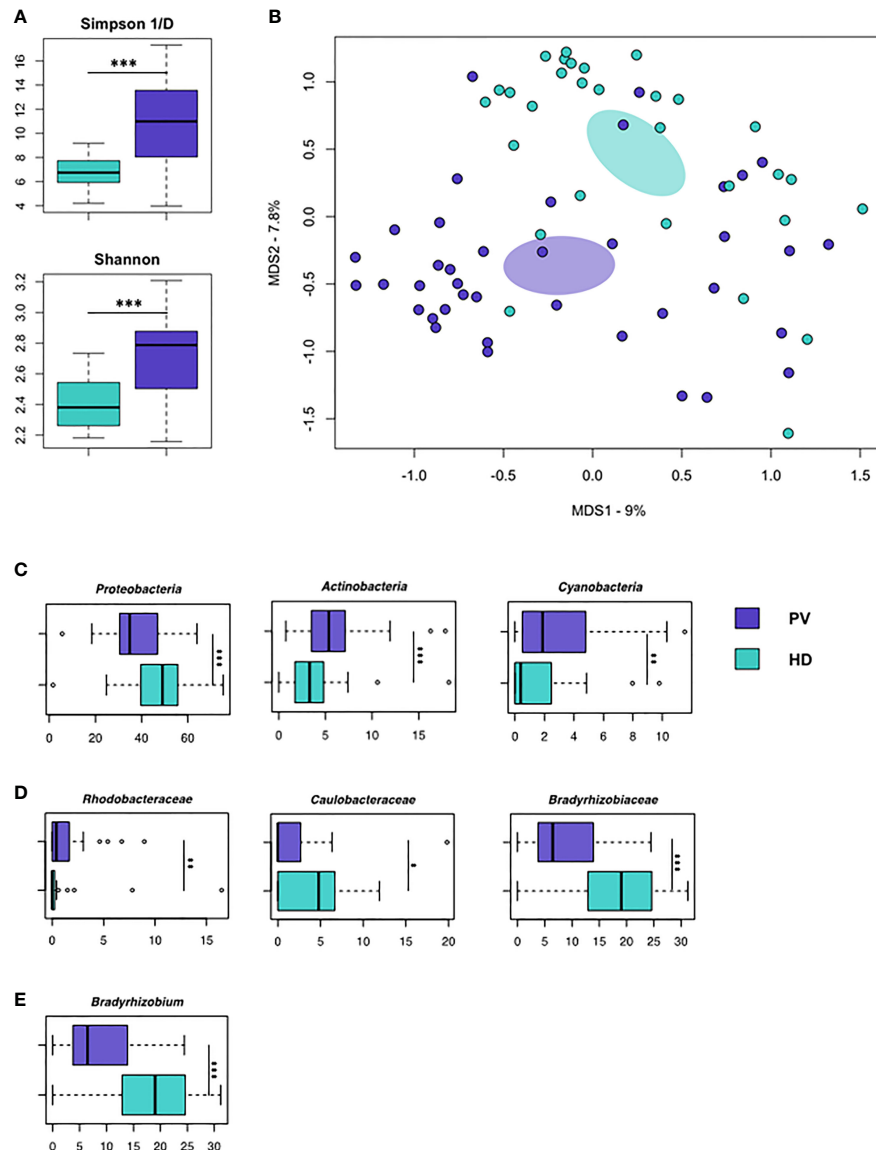 A
Simpson 1/D
***
16
14
12
10
8
6
4
Shannon
***
3.2
3.0
2.8
2.6
2.4
2.2
B
MDS2 - 7.8%
1.0
0.5
0.0
-0.5
-1.0
-1.5
-1.0 -0.5 0.0 0.5 1.0 1.5
MDS1 - 9%
C
Proteobacteria
***
0 20 40 60
Actinobacteria
***
0 5 10 15
Cyanobacteria
**
0 2 4 6 8 10
PV
HD
D
Rhodobacteraceae
**
0 5 10 15
Caulobacteraceae
*
0 5 10 15 20
Bradyrhizobiaceae
***
0 5 10 15 20 25 30
E
Bradyrhizobium
***
0 5 10 15 20 25 30